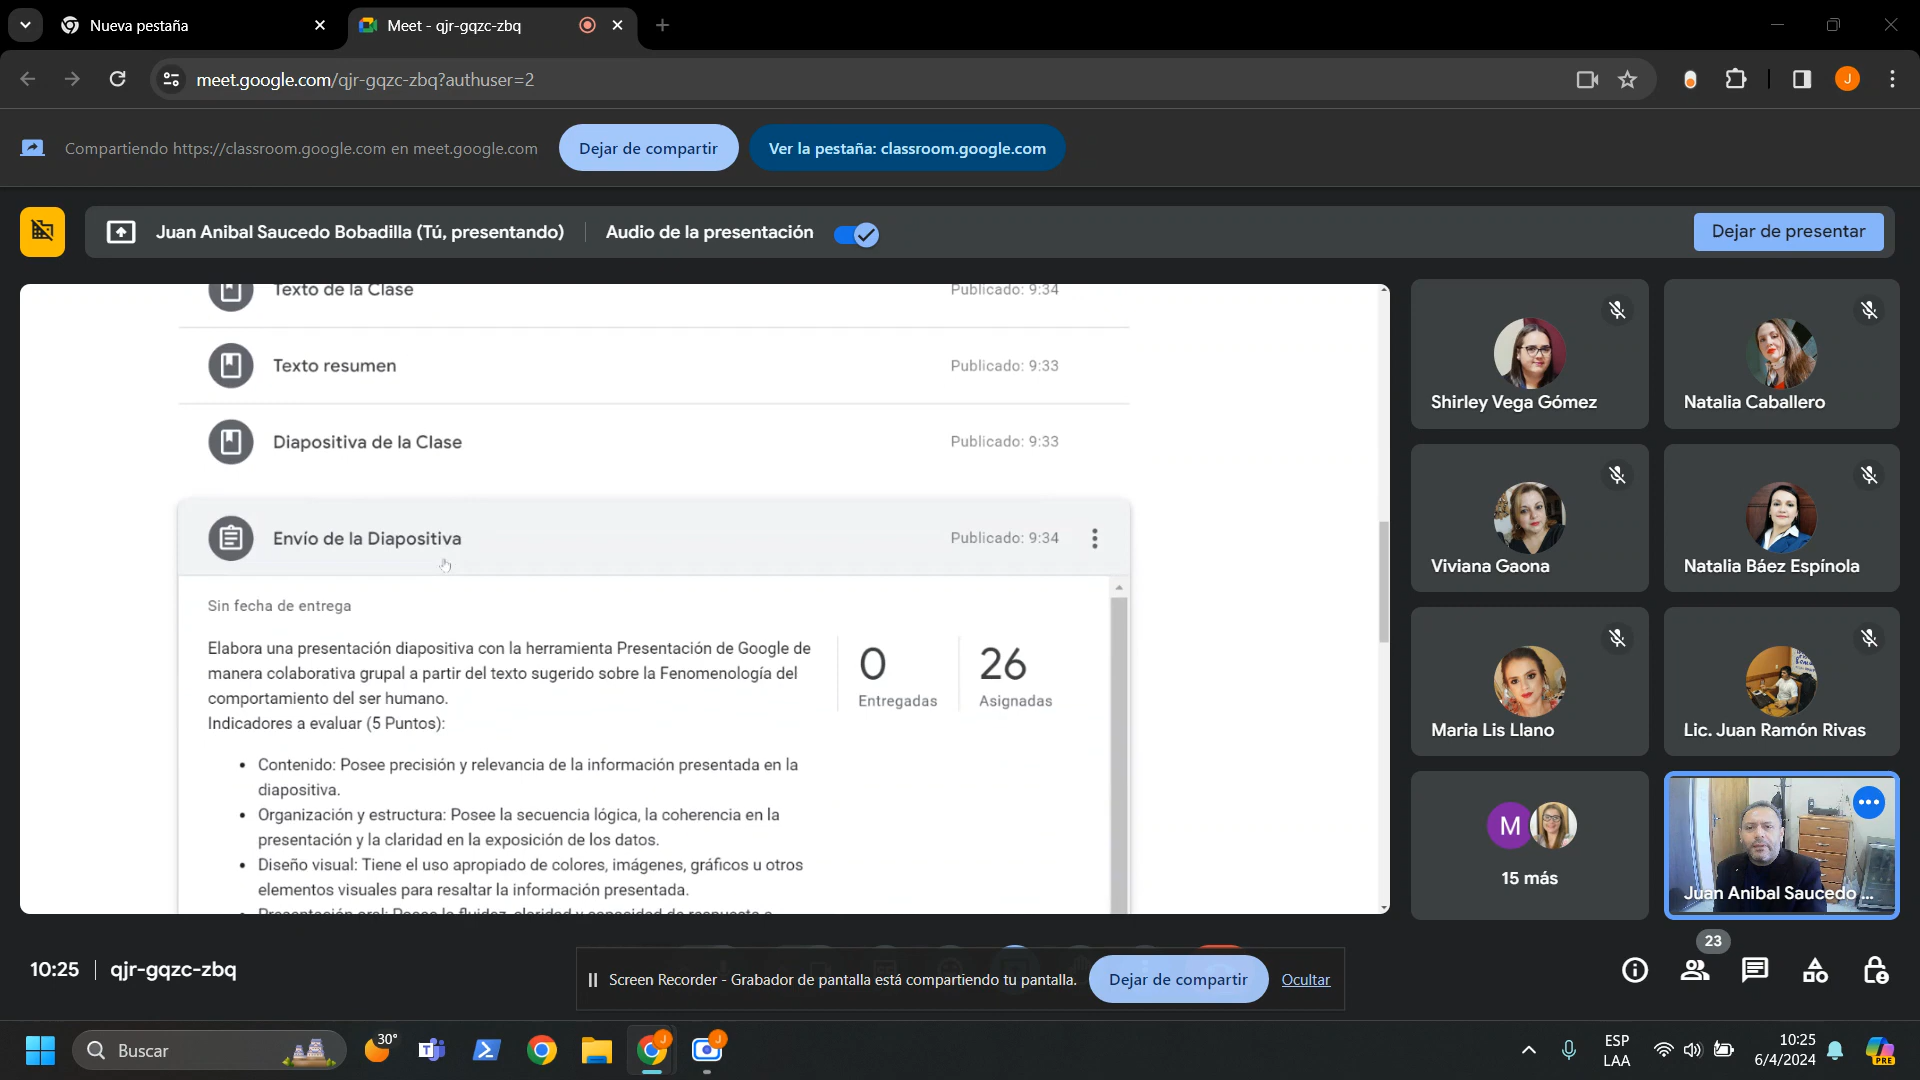 Nueva pestaña
Meet - qjr-gqzc-zbq
meet.google.com/qjr-gqzc-zbq?authuser=2
J
Compartiendo https://classroom.google.com en meet.google.com
Dejar de compartir
Ver la pestaña: classroom.google.com
Juan Anibal Saucedo Bobadilla (Tú, presentando)
Audio de la presentación
Dejar de presentar
Texto de la Clase
Publicado: 9:34
Texto resumen
Publicado: 9:33
Diapositiva de la Clase
Publicado: 9:33
Envío de la Diapositiva
Publicado: 9:34
Sin fecha de entrega
Elabora una presentación diapositiva con la herramienta Presentación de Google de
manera colaborativa grupal a partir del texto sugerido sobre la Fenomenología del
comportamiento del ser humano.
Indicadores a evaluar (5 Puntos):
0
Entregadas
26
Asignadas
• Contenido: Posee precisión y relevancia de la información presentada en la
diapositiva.
• Organización y estructura: Posee la secuencia lógica, la coherencia en la
presentación y la claridad en la exposición de los datos.
• Diseño visual: Tiene el uso apropiado de colores, imágenes, gráficos u otros
elementos visuales para resaltar la información presentada.
• Presentación oral: Posee la fluidez, claridad y capacidad de respuesta a
Shirley Vega Gómez
Natalia Caballero
Viviana Gaona
Natalia Báez Espínola
Maria Lis Llano
Lic. Juan Ramón Rivas
M
15 más
Juan Anibal Saucedo ...
10:25
qjr-gqzc-zbq
Screen Recorder - Grabador de pantalla está compartiendo tu pantalla.
Dejar de compartir
Ocultar
23
Buscar
30°
J
J
ESP
LAA
10:25
6/4/2024
PRE